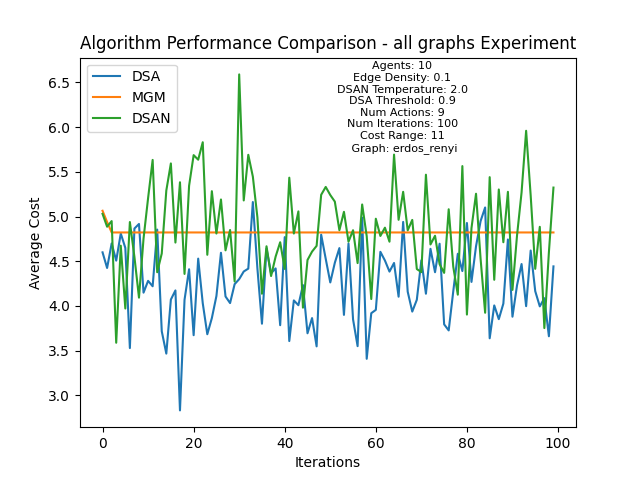 Algorithm Performance Comparison - all graphs Experiment
DSA
MGM
DSAN
Agents: 10
Edge Density: 0.1
DSAN Temperature: 2.0
DSA Threshold: 0.9
Num Actions: 9
Num Iterations: 100
Cost Range: 11
Graph: erdos_renyi
Average Cost
6.5
6.0
5.5
5.0
4.5
4.0
3.5
3.0
0 20 40 60 80 100
Iterations